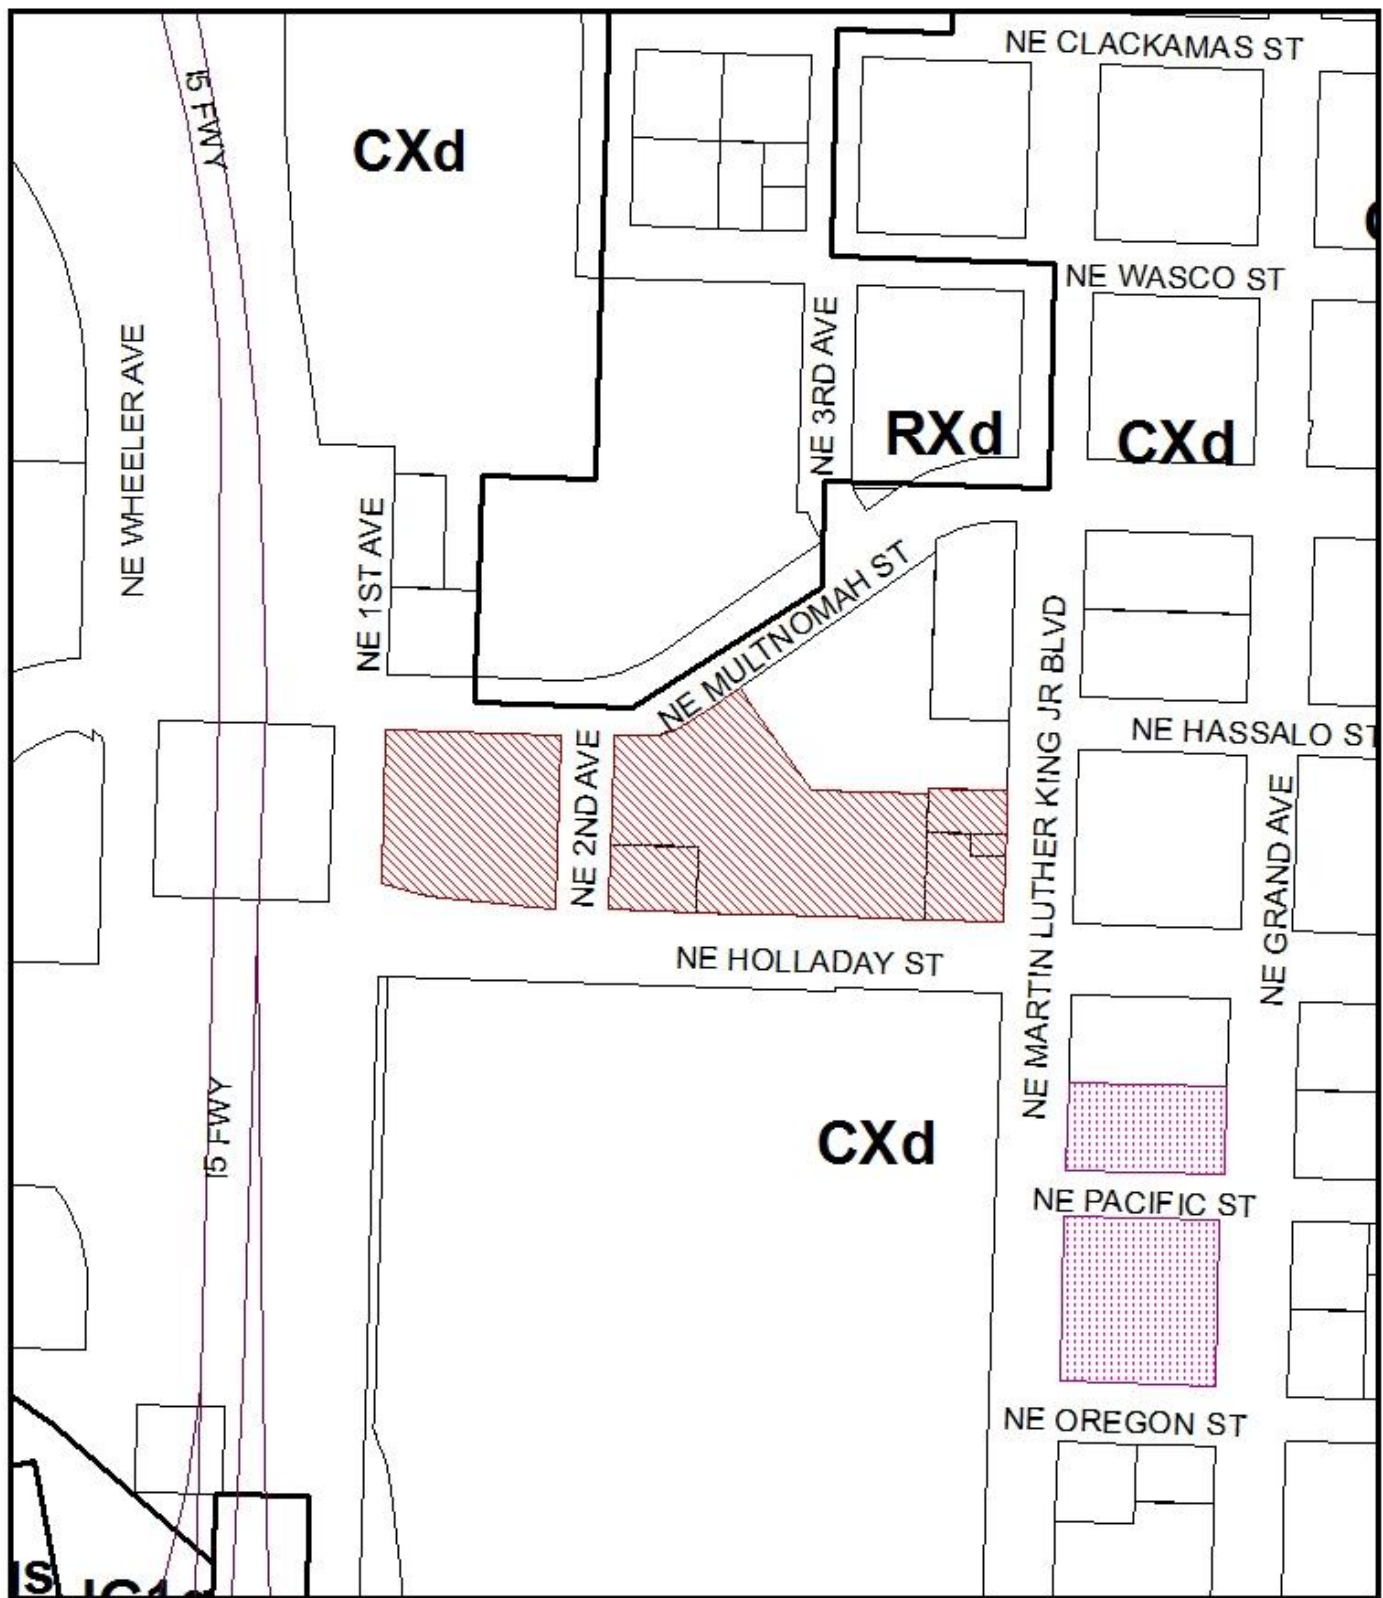 NE CLACKAMAS ST
I5 FWY
CXd
NE WASCO ST
NE 3RD AVE
NE WHEELER AVE
RXd
CXd
NE 1ST AVE
NE MULTNOMAH ST
NE MARTIN LUTHER KING JR BLVD
NE HASSALO ST
NE 2ND AVE
NE GRAND AVE
NE HOLLADAY ST
I5 FWY
CXd
NE PACIFIC ST
NE OREGON ST